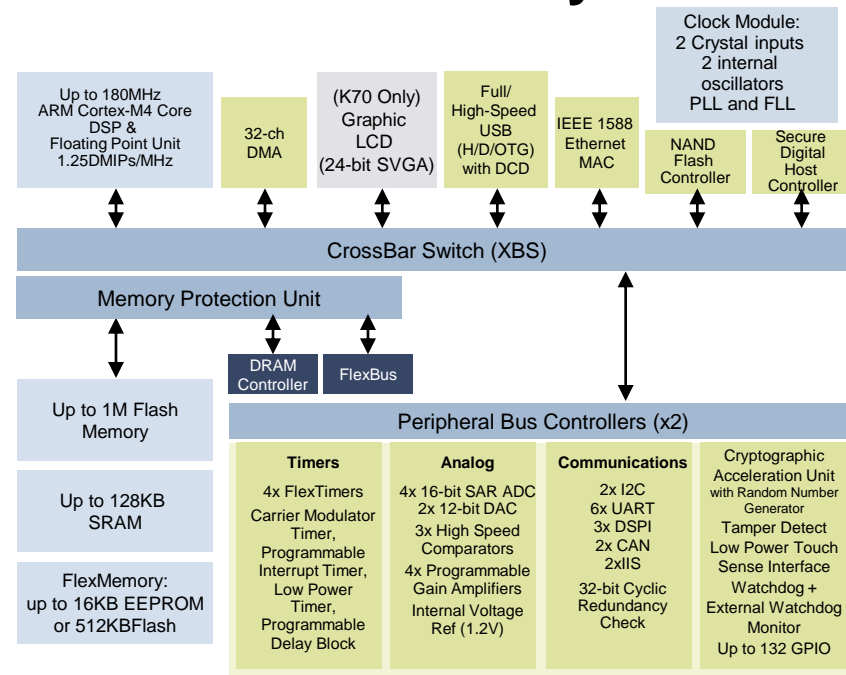 Clock Module:
2 Crystal inputs
2 internal
oscillators
PLL and FLL
Up to 180MHz
ARM Cortex-M4 Core
DSP &
Floating Point Unit
1.25DMIPs/MHz
32-ch
DMA
(K70 Only)
Graphic
LCD
(24-bit SVGA)
Full/
High-Speed
USB
(H/D/OTG)
with DCD
IEEE 1588
Ethernet
MAC
NAND
Flash
Controller
Secure
Digital
Host
Controller
CrossBar Switch (XBS)
Memory Protection Unit
DRAM
Controller
FlexBus
Up to 1M Flash
Memory
Up to 128KB
SRAM
FlexMemory:
up to 16KB EEPROM
or 512KBFlash
Peripheral Bus Controllers (x2)
Timers
4x FlexTimers
Carrier Modulator
Timer,
Programmable
Interrupt Timer,
Low Power
Timer,
Programmable
Delay Block
Analog
4x 16-bit SAR ADC
2x 12-bit DAC
3x High Speed
Comparators
4x Programmable
Gain Amplifiers
Internal Voltage
Ref (1.2V)
Communications
2x I2C
6x UART
3x DSPI
2x CAN
2xIIS
32-bit Cyclic
Redundancy
Check
Cryptographic
Acceleration Unit
with Random Number
Generator
Tamper Detect
Low Power Touch
Sense Interface
Watchdog +
External Watchdog
Monitor
Up to 132 GPIO